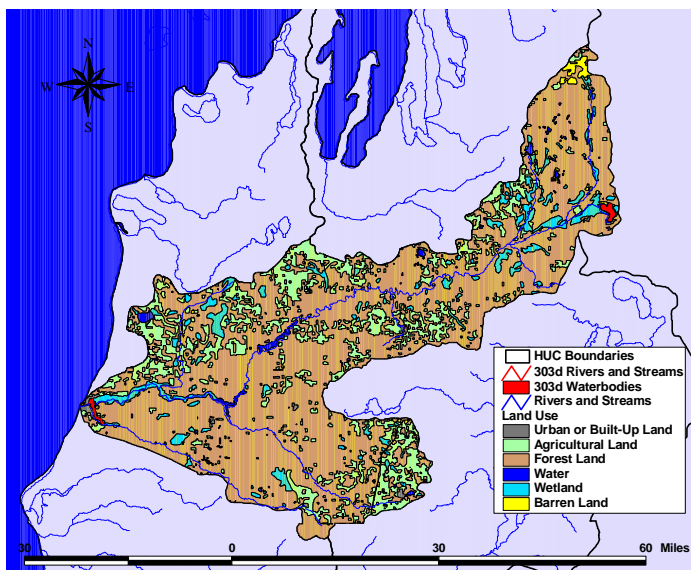 N
W E
S
HUC Boundaries
303d Rivers and Streams
303d Waterbodies
Rivers and Streams
Land Use
Urban or Built-Up Land
Agricultural Land
Forest Land
Water
Wetland
Barren Land
30 0 30 60 Miles